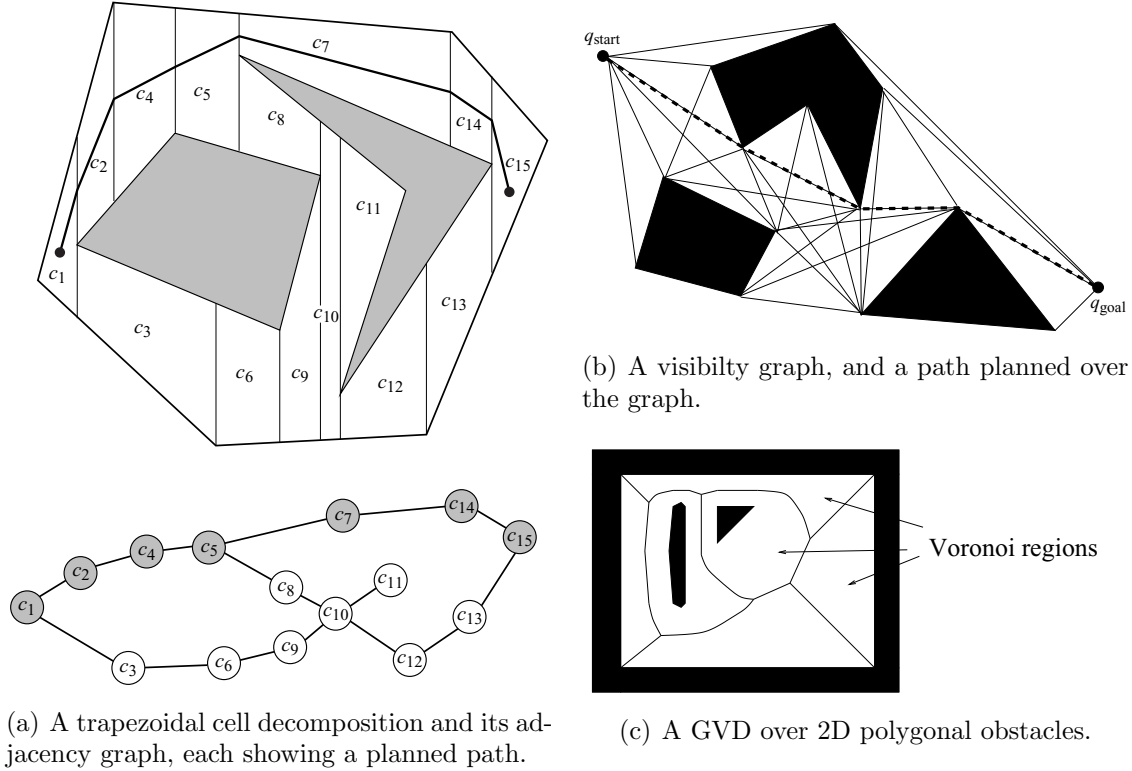 c7
c4
c5
c8
c14
c2
c15
c11
c1
c3
c10
c13
c6
c9
c12
c14
c7
c15
c4
c5
c2
c8
c11
c1
c10
c13
c9
c3
c6
c12
(a) A trapezoidal cell decomposition and its ad-
jacency graph, each showing a planned path.
qstart
qgoal
(b) A visibilty graph, and a path planned over
the graph.
Voronoi regions
(c) A GVD over 2D polygonal obstacles.